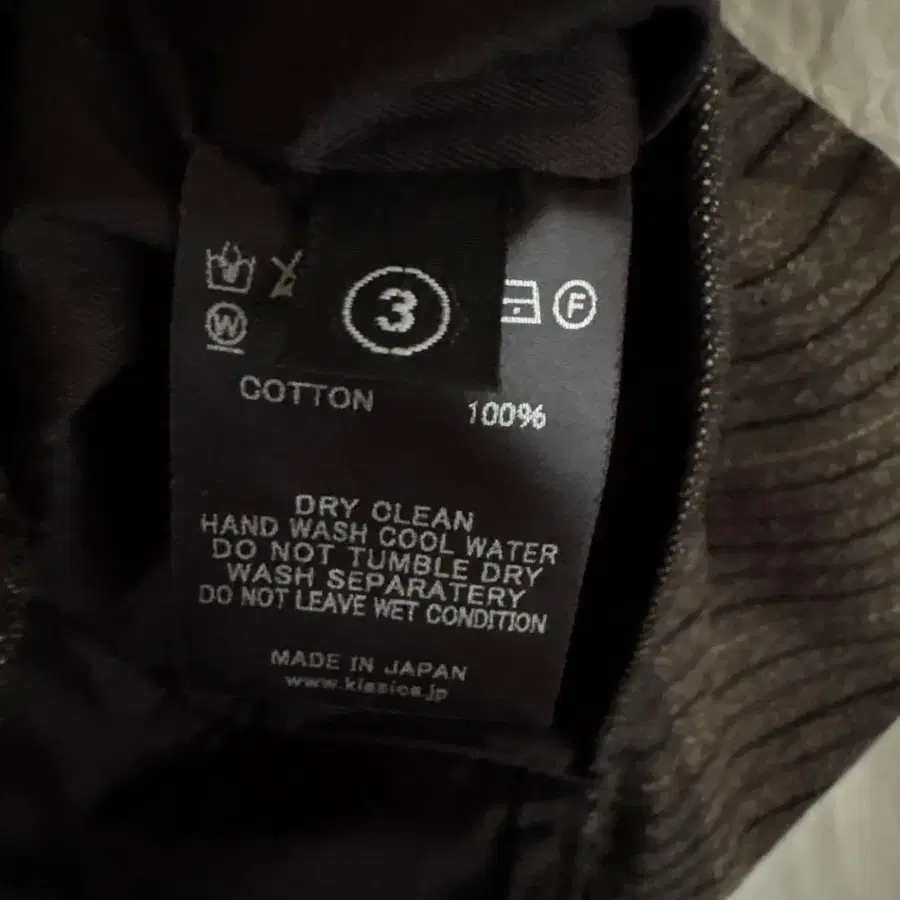 3
W
F
COTTON 100%
DRY CLEAN
HAND WASH COOL WATER
DO NOT TUMBLE DRY
WASH SEPARATERY
DO NOT LEAVE WET CONDITION
MADE IN JAPAN
www.klasica.jp